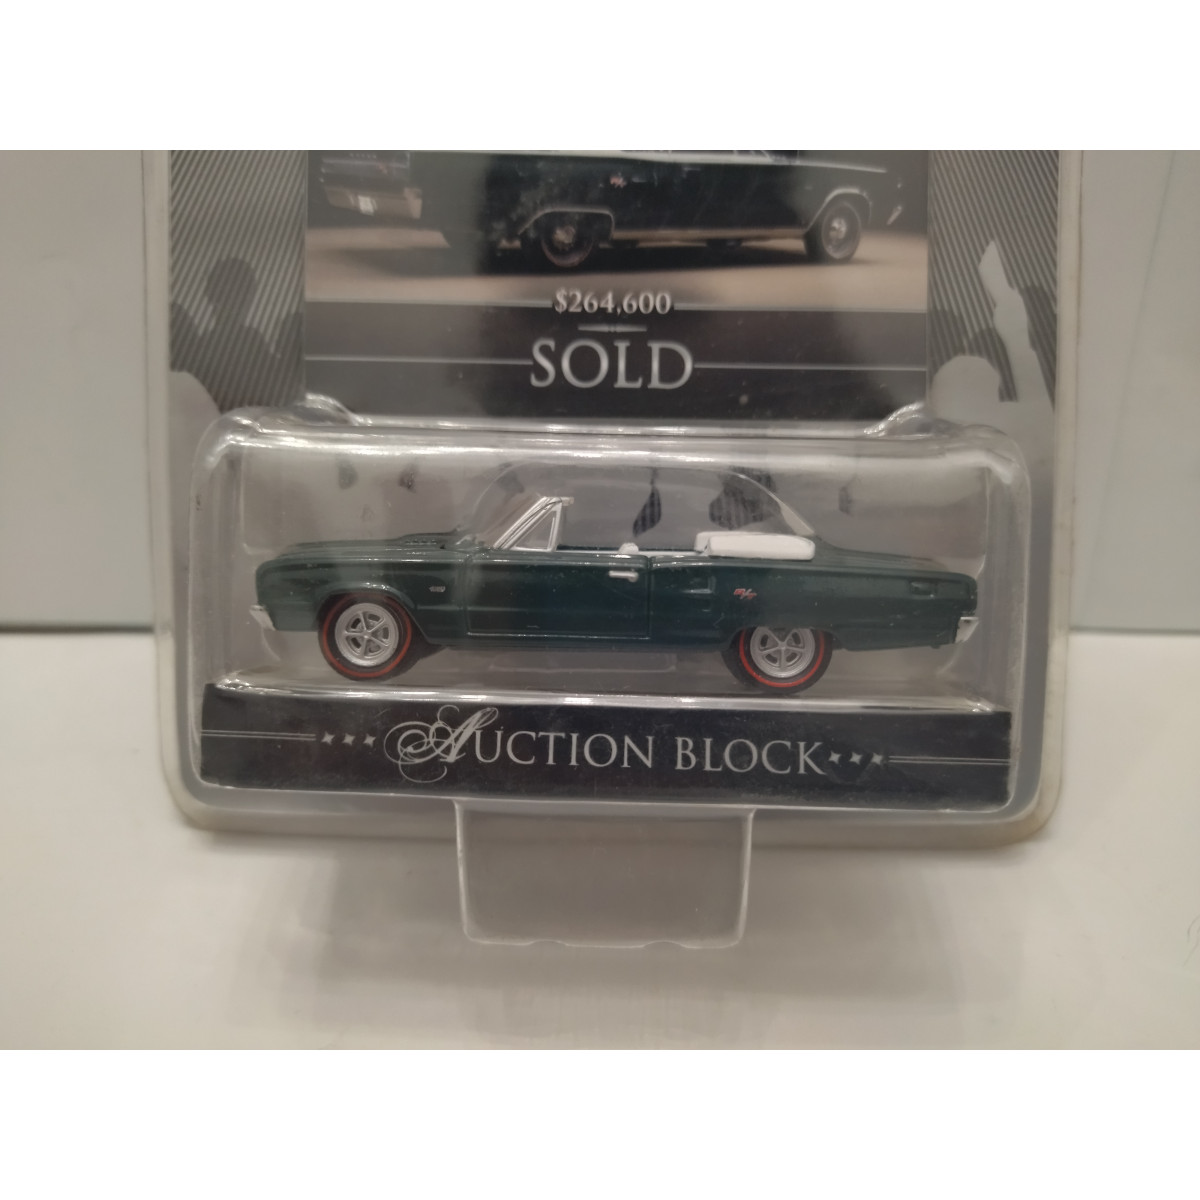 $264,600
SOLD
R/T
AUCTION BLOCK